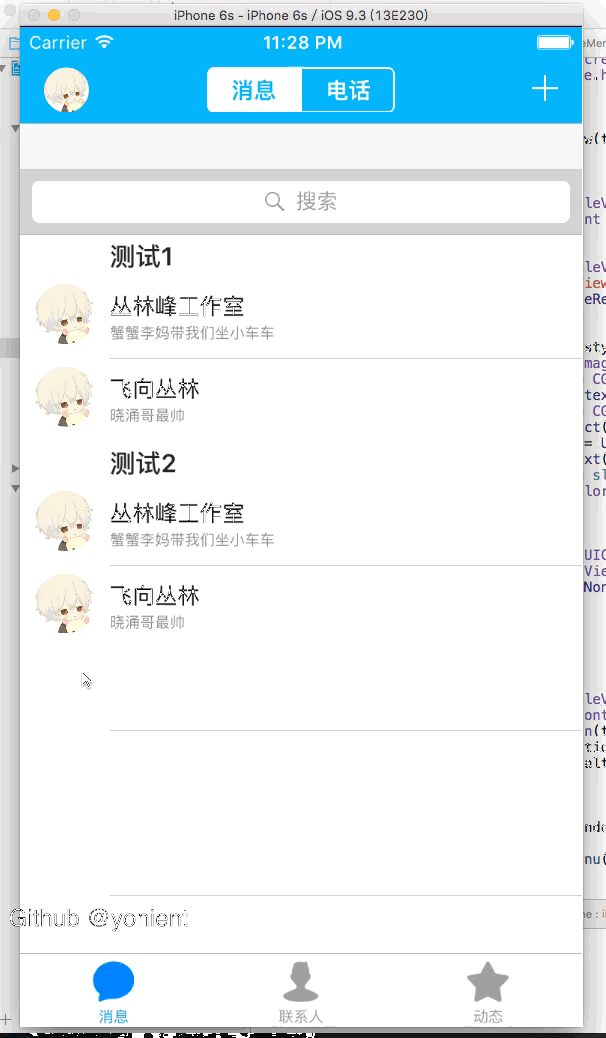 iPhone 6s - iPhone 6s / iOS 9.3 (13E230)
Carrier 11:28 PM
消息 电话
搜索
测试1
丛林峰工作室
蟹蟹李妈带我们坐小车车
飞向丛林
晓涌哥最帅
测试2
丛林峰工作室
蟹蟹李妈带我们坐小车车
飞向丛林
晓涌哥最帅
Github @yonient
消息 联系人 动态